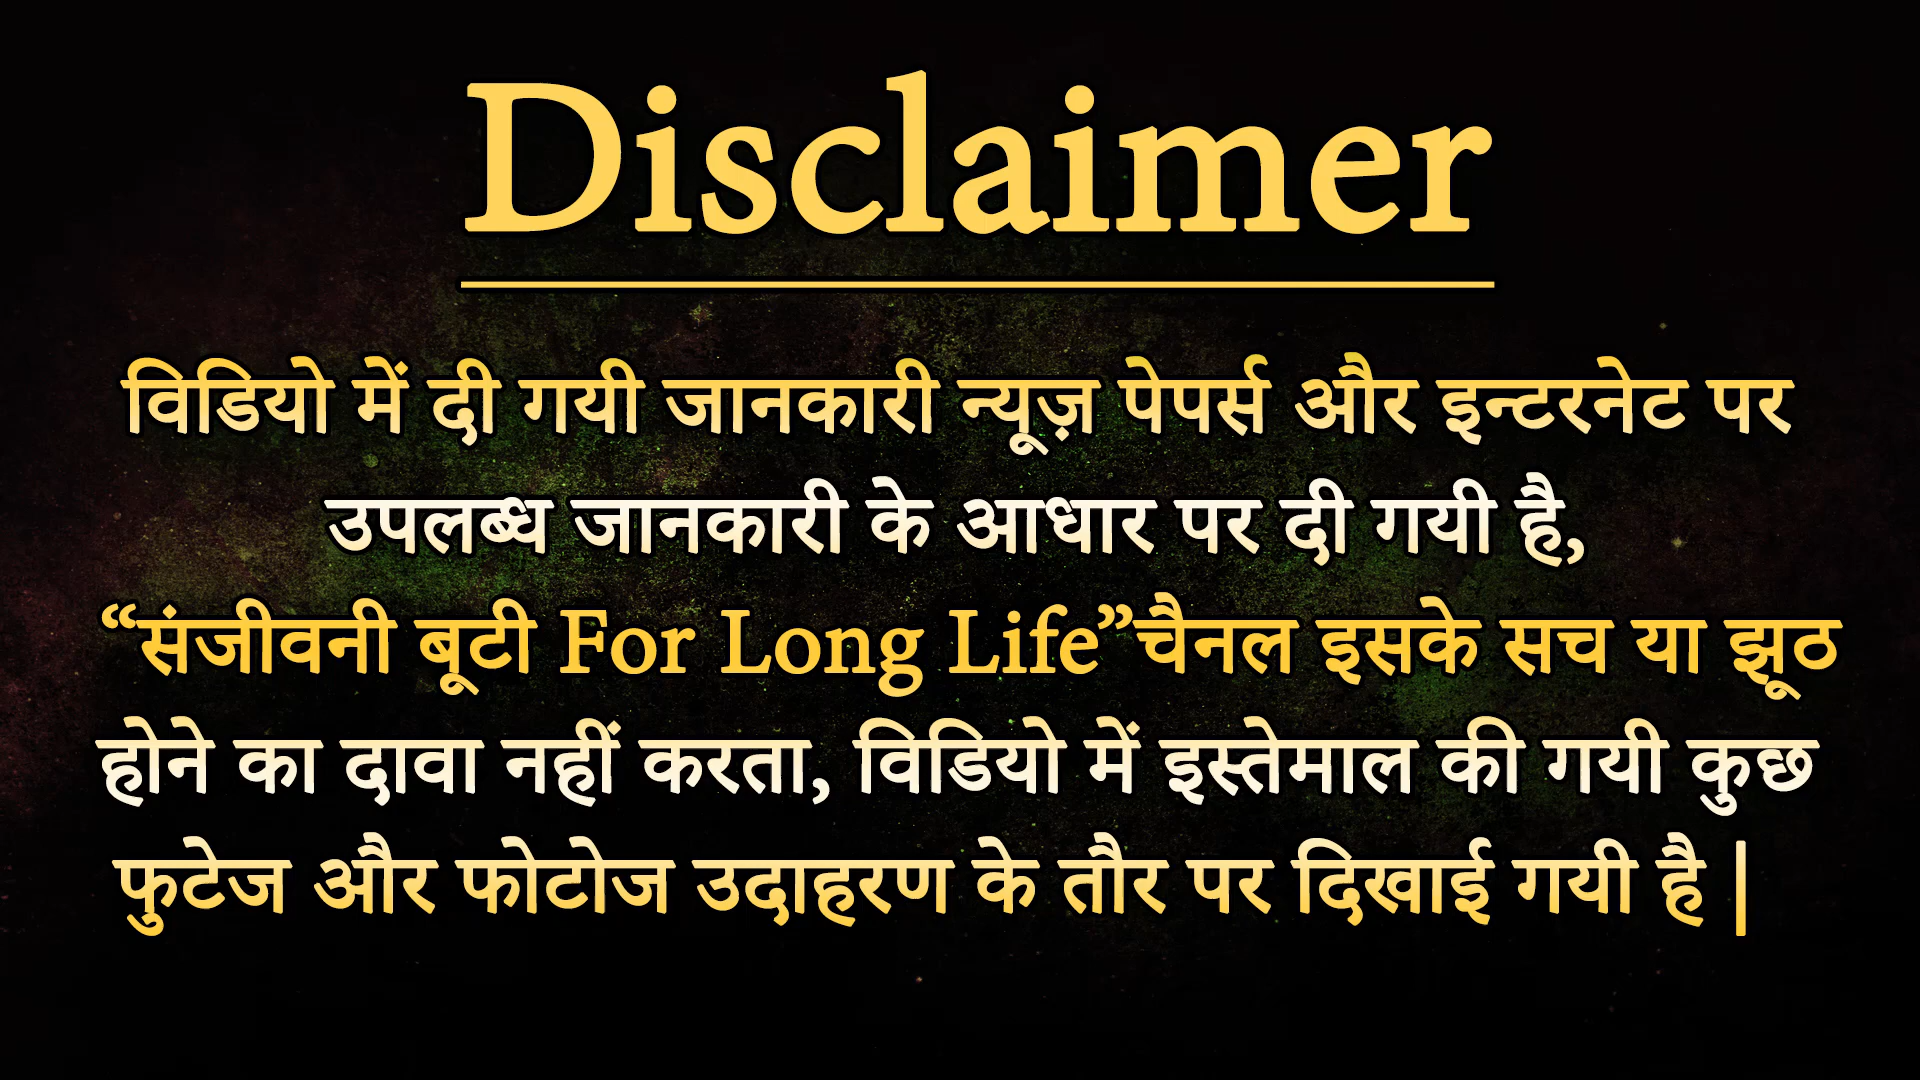 Disclaimer
विडियो में दी गयी जानकारी न्यूज़ पेपर्स और इन्टरनेट पर
उपलब्ध जानकारी के आधार पर दी गयी है,
“संजीवनी बूटी For Long Life”चैनल इसके सच या झूठ
होने का दावा नहीं करता, विडियो में इस्तेमाल की गयी कुछ
फुटेज और फोटोज उदाहरण के तौर पर दिखाई गयी है |